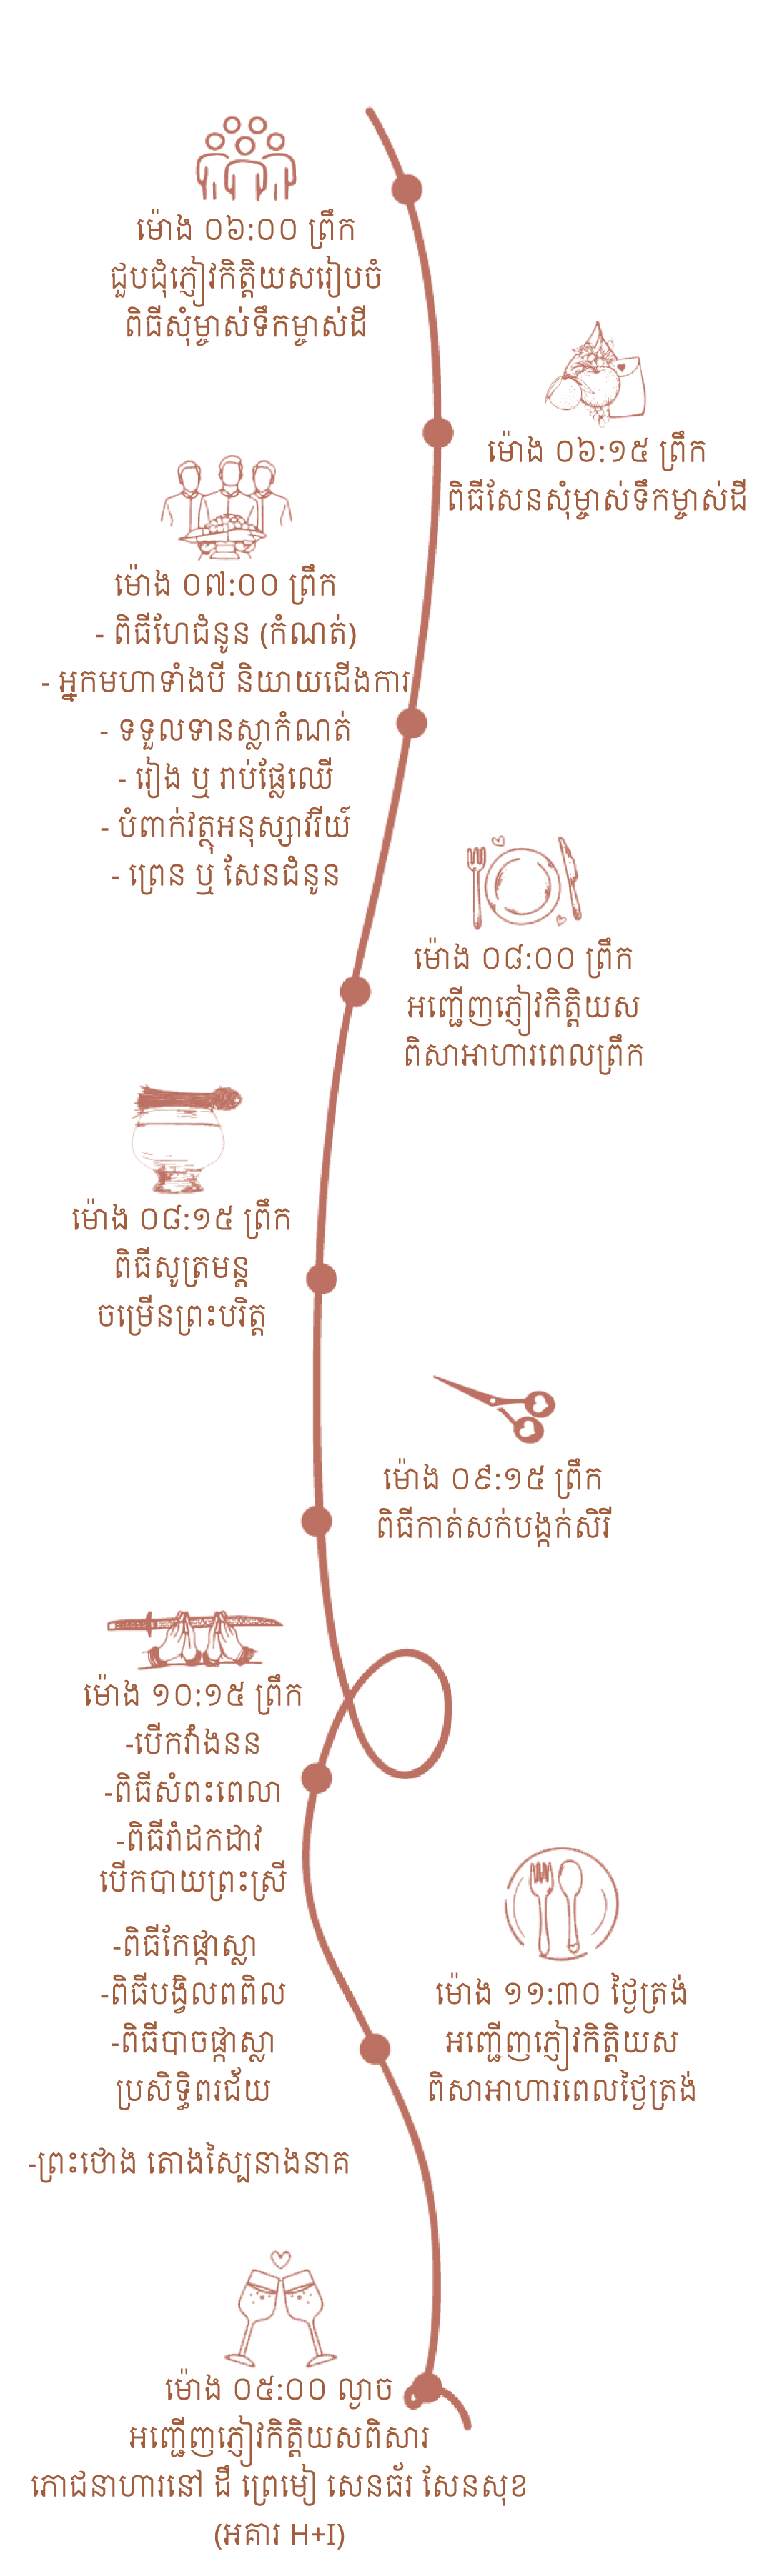 ម៉ោង ០៦:០០ ព្រឹក
ជួបជុំភ្ញៀវកិត្តិយសរៀបចំ
ពិធីសុំម្ចាស់ទឹកម្ចាស់ដី
ម៉ោង ០៦:១៥ ព្រឹក
ពិធីសែនសុំម្ចាស់ទឹកម្ចាស់ដី
ម៉ោង ០៧:០០ ព្រឹក
- ពិធីហែជំនូន (កំណត់)
- អ្នកមហាទាំងបី និយាយជើងការ
- ទទួលទានស្លាកំណត់
- រៀង ឬ រាប់ផ្លែឈើ
- បំពាក់វត្ថុអនុស្សាវរីយ៍
- ព្រេន ឬ សែនជំនូន
ម៉ោង ០៨:០០ ព្រឹក
អញ្ជើញភ្ញៀវកិត្តិយស
ពិសាអាហារពេលព្រឹក
ម៉ោង ០៨:១៥ ព្រឹក
ពិធីសូត្រមន្ត
ចម្រើនព្រះបរិត្ត
ម៉ោង ០៩:១៥ ព្រឹក
ពិធីកាត់សក់បង្កក់សិរី
ម៉ោង ១០:១៥ ព្រឹក
-បើកវាំងនន
-ពិធីសំពះពេលា
-ពិធីរាំដកដាវ
បើកបាយព្រះស្រី
-ពិធីកែផ្កាស្លា
-ពិធីបង្វិលពពិល
-ពិធីបាចផ្កាស្លា
ប្រសិទ្ធិពរជ័យ
-ព្រះថោង តោងស្បៃនាងនាគ
ម៉ោង ១១:៣០ ថ្ងៃត្រង់
អញ្ជើញភ្ញៀវកិត្តិយស
ពិសាអាហារពេលថ្ងៃត្រង់
ម៉ោង ០៥:០០ ល្ងាច
អញ្ជើញភ្ញៀវកិត្តិយសពិសារ
ភោជនាហារនៅ ដឹ ព្រេមៀ សេនធ័រ សែនសុខ
(អគារ H+I)